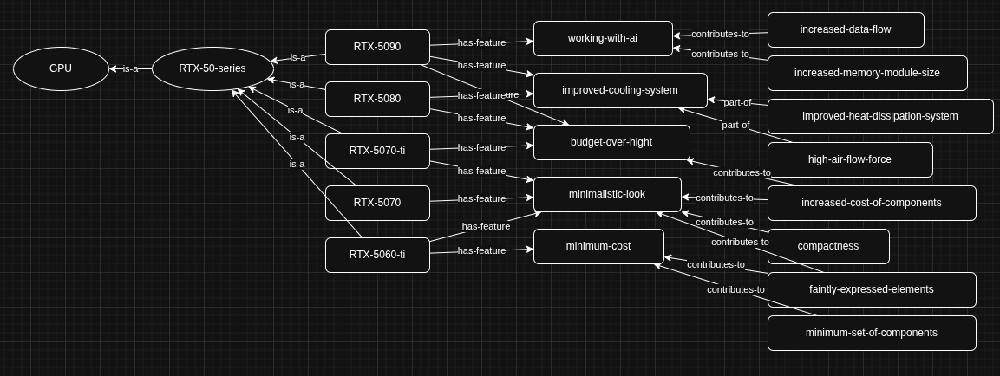 GPU
is-a
RTX-50-series
is-a
is-a
is-a
is-a
is-a
RTX-5090
RTX-5080
RTX-5070-ti
RTX-5070
RTX-5060-ti
has-feature
has-feature
has-feature
ure
has-feature
has-feature
has-feature
has-feature
has-feature
has-feature
working-with-ai
improved-cooling-system
budget-over-hight
minimalistic-look
minimum-cost
contributes-to
contributes-to
part-of
part-of
contributes-to
contributes-to
contributes-to
contributes-to
contributes-to
contributes-to
increased-data-flow
increased-memory-module-size
improved-heat-dissipation-system
high-air-flow-force
increased-cost-of-components
compactness
faintly-expressed-elements
minimum-set-of-components